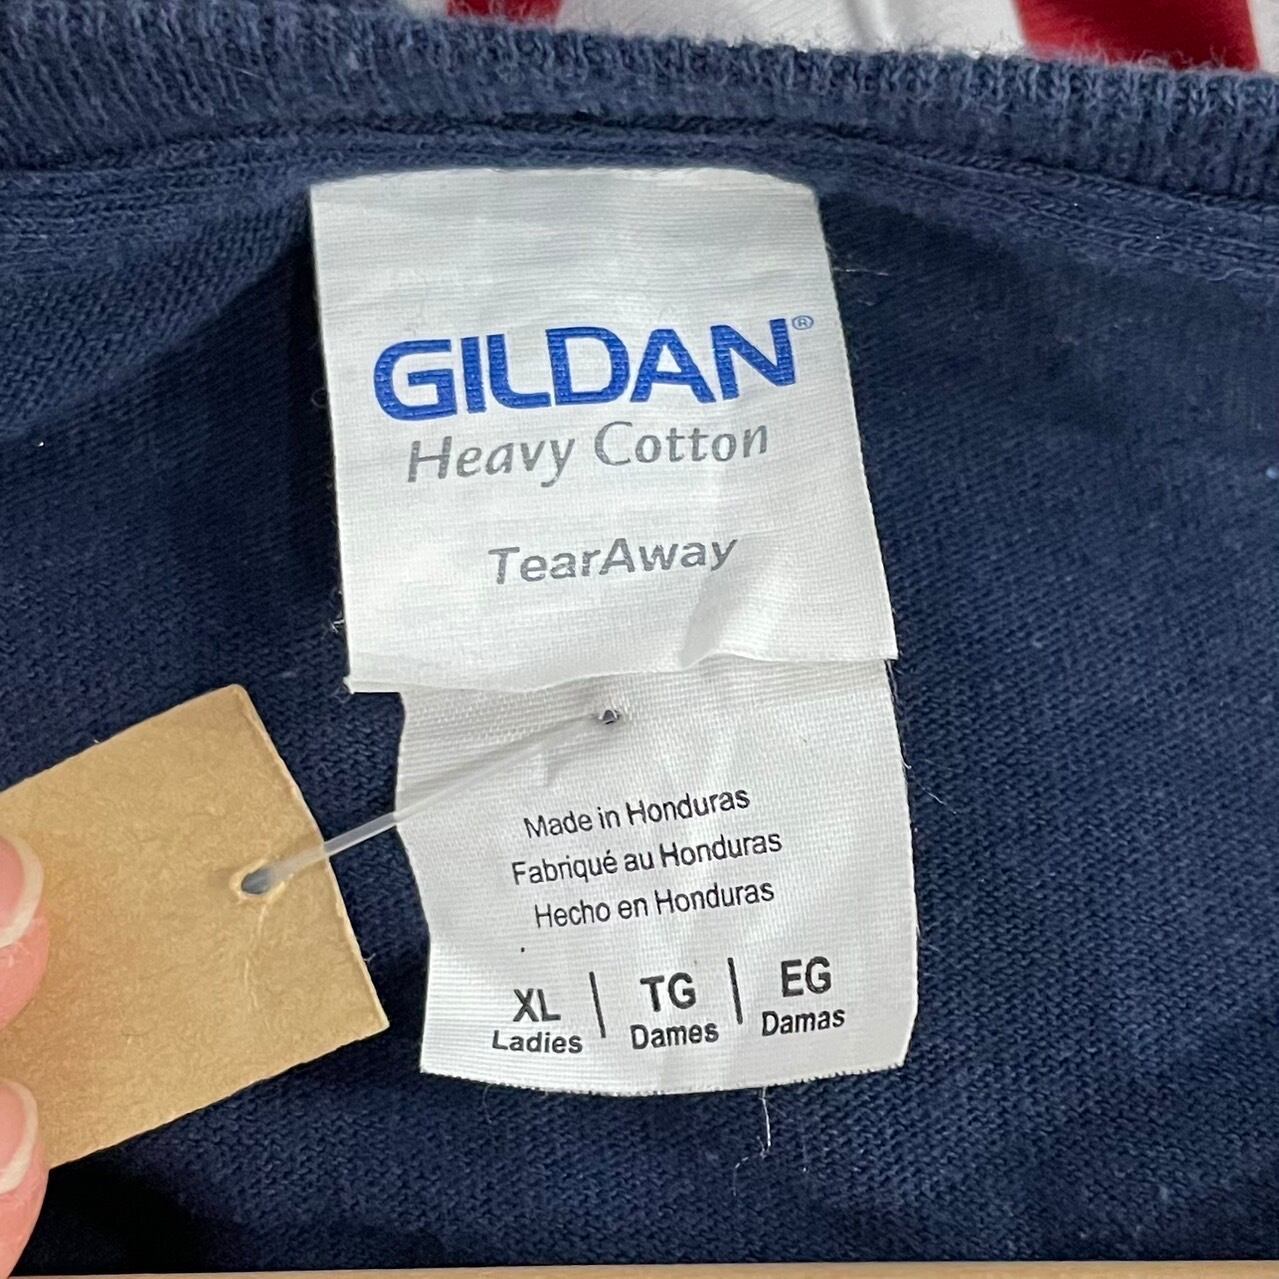 GILDAN®
Heavy Cotton
TearAway
Made in Honduras
Fabriqué au Honduras
Hecho en Honduras
XL | TG | EG
Ladies Dames Damas